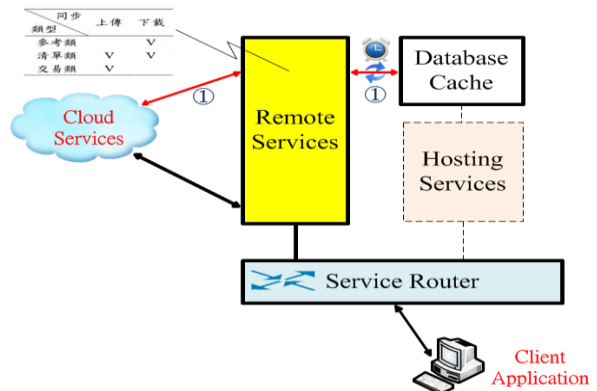 同步 上傳 下載
類型
參考類 V
清單類 V V
交易類 V
Cloud
Services
①
Remote
Services
①
Database
Cache
Hosting
Services
Service Router
Client
Application